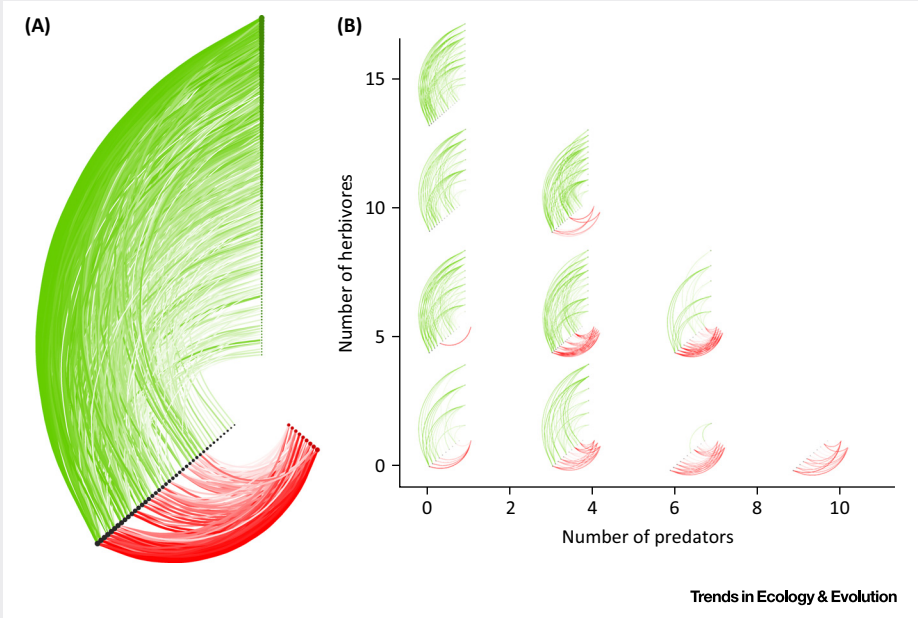 (A)
(B)
15
10
5
0
Number of herbivores
0 2 4 6 8 10
Number of predators
Trends in Ecology & Evolution